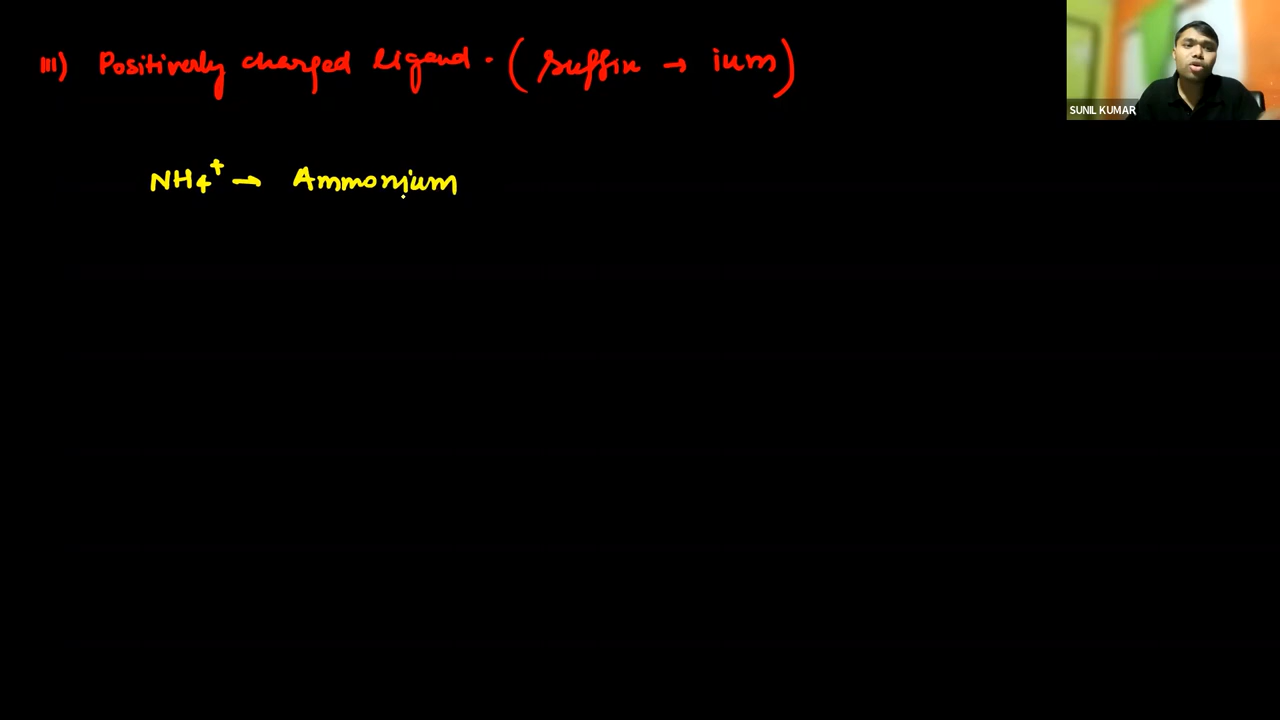 III) Positively charged ligand. (suffix → ium)
SUNIL KUMAR
NH4⁺ → Ammonium